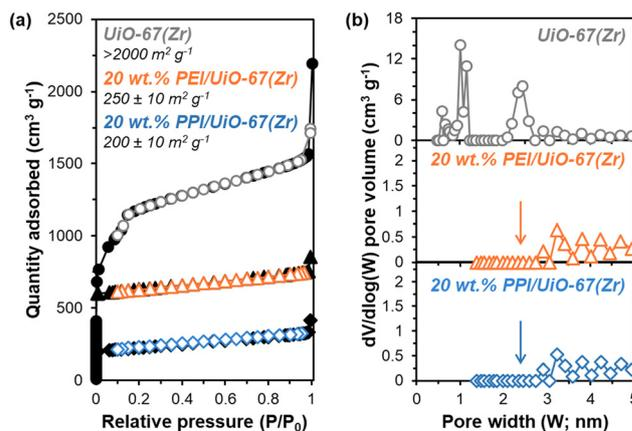 (a)
UiO-67(Zr)
>2000 m² g⁻¹
20 wt.% PEI/UiO-67(Zr)
250 ± 10 m² g⁻¹
20 wt.% PPI/UiO-67(Zr)
200 ± 10 m² g⁻¹
Quantity adsorbed (cm³ g⁻¹)
2500
2000
1500
1000
500
0
0 0.2 0.4 0.6 0.8 1
Relative pressure (P/P₀)
(b)
UiO-67(Zr)
20 wt.% PEI/UiO-67(Zr)
20 wt.% PPI/UiO-67(Zr)
dV/dlog(W) pore volume (cm³ g⁻¹)
18
12
6
0
2
1.5
1
0.5
0
2
1.5
1
0.5
0
0 1 2 3 4 5
Pore width (W; nm)